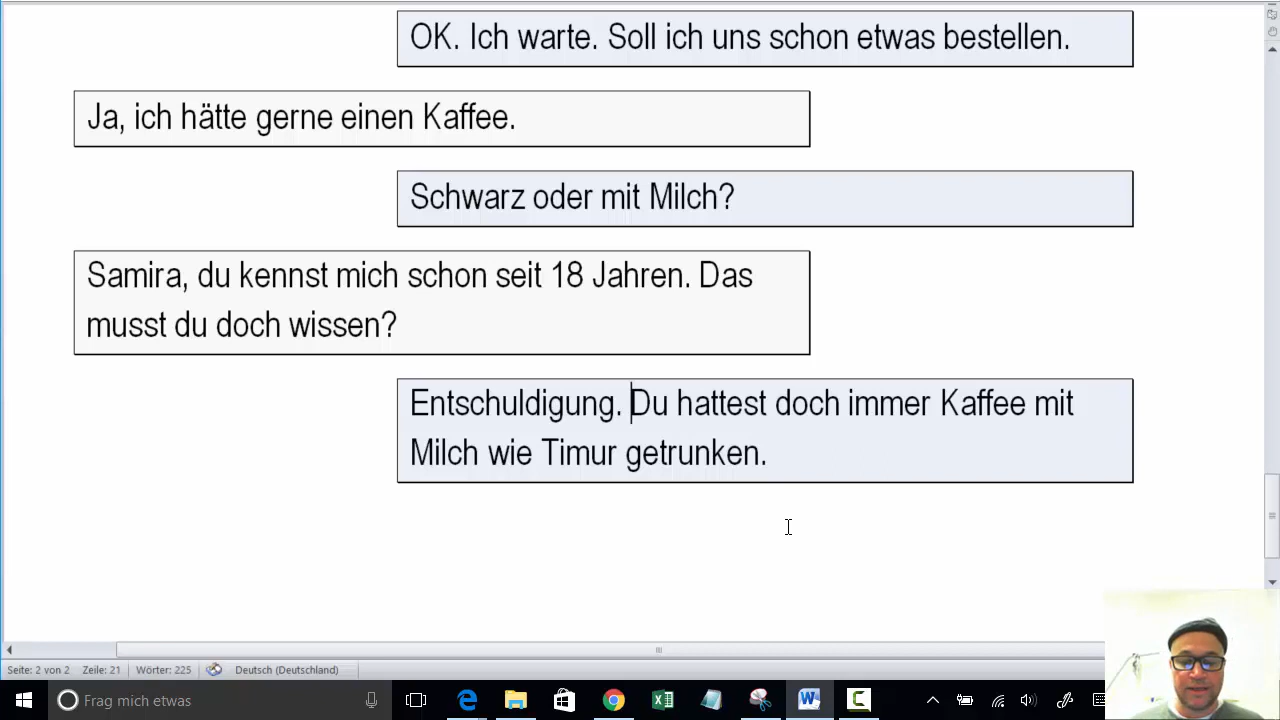 OK. Ich warte. Soll ich uns schon etwas bestellen.
Ja, ich hätte gerne einen Kaffee.
Schwarz oder mit Milch?
Samira, du kennst mich schon seit 18 Jahren. Das
musst du doch wissen?
Entschuldigung. Du hattest doch immer Kaffee mit
Milch wie Timur getrunken.
Seite: 2 von 2 Zeile: 21 Wörter: 225 Deutsch (Deutschland)
Frag mich etwas